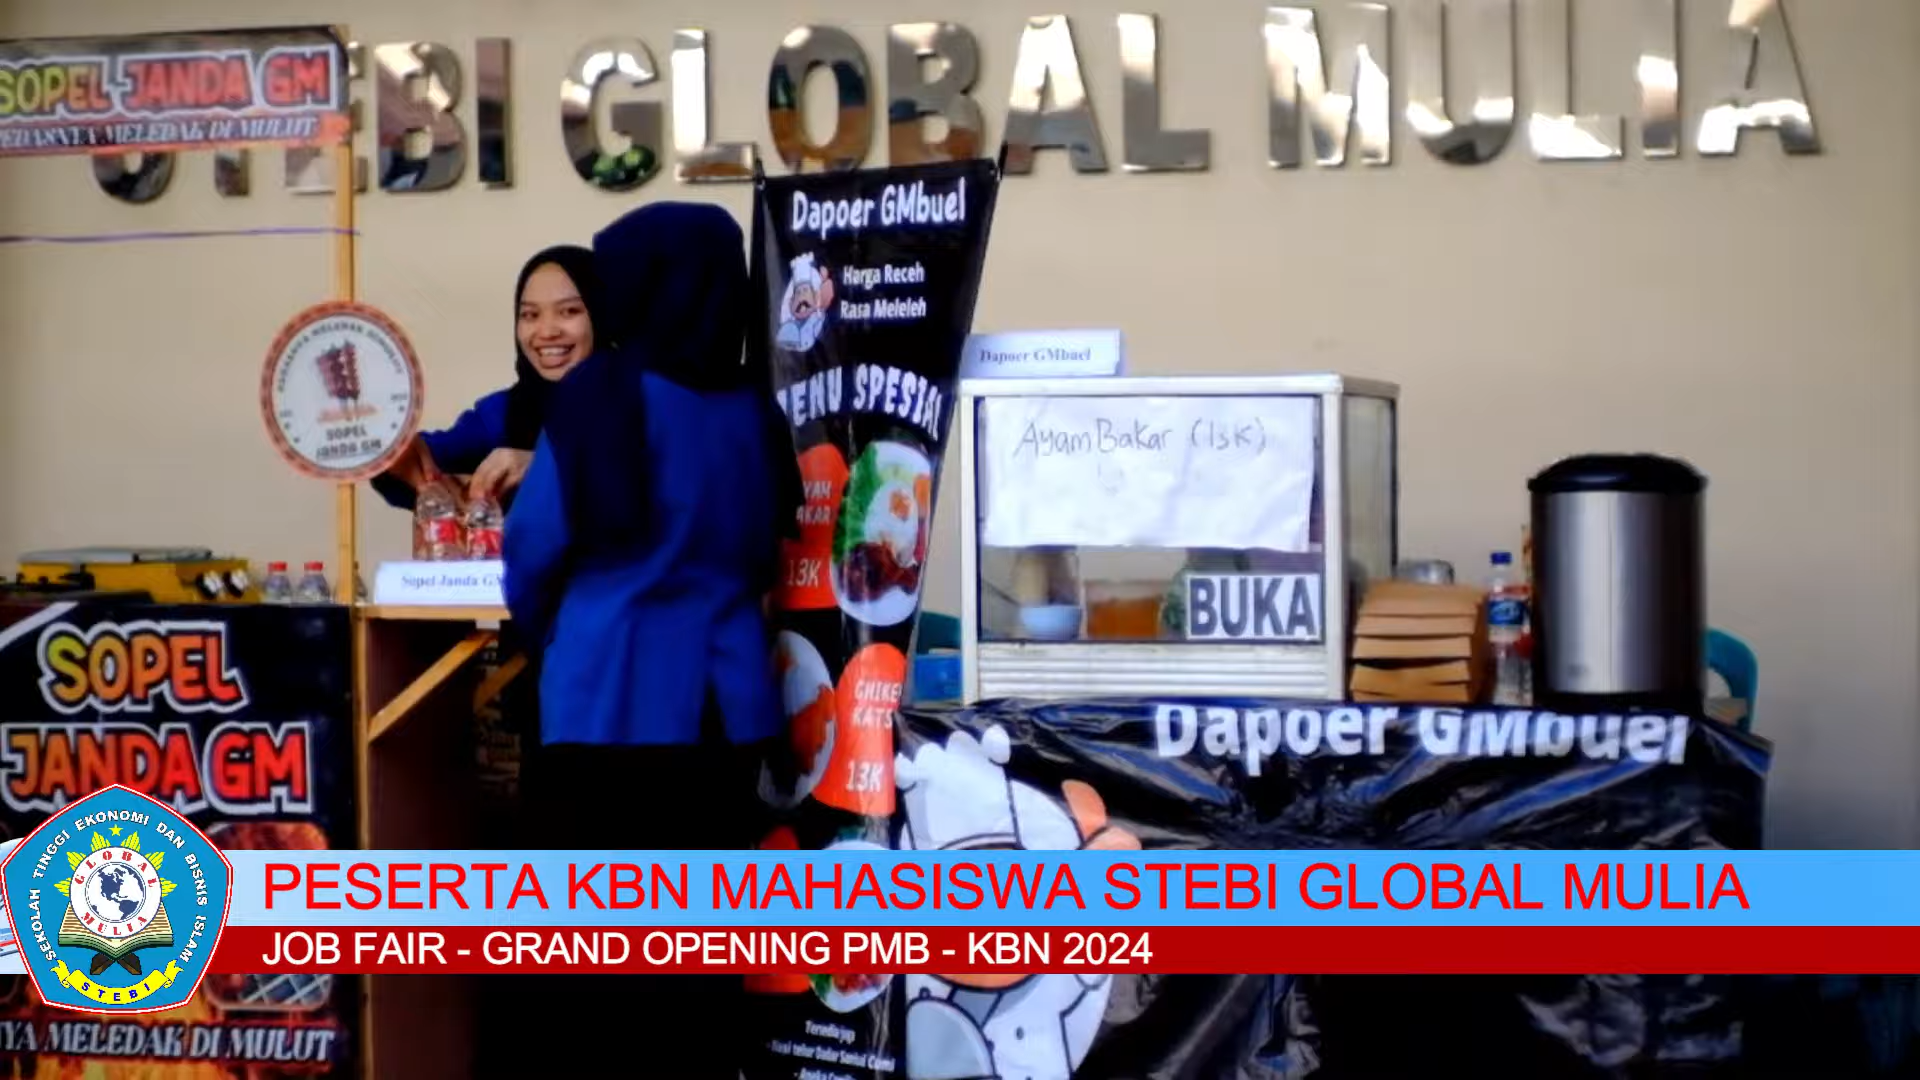 STEBI GLOBAL MULIA
SOPEL JANDA GM
PEDASNYA MELEDAK DI MULUT
Dapoer GMbuel
Harga Receh
Rasa Meleleh
MENU SPESIAL
AYAM
BAKAR
13K
CHIKEN
KATSU
13K
Dapoer GMbuel
Ayam Bakar (15K)
BUKA
SOPEL
JANDA GM
Sopel Janda GM
Dapoer GMbuel
SOPEL
JANDA GM
SEKOLAH TINGGI EKONOMI DAN BISNIS ISLAM
GLOBAL
MULIA
STEBI
PESERTA KBN MAHASISWA STEBI GLOBAL MULIA
JOB FAIR - GRAND OPENING PMB - KBN 2024
NYA MELEDAK DI MULUT
Tersedia jug